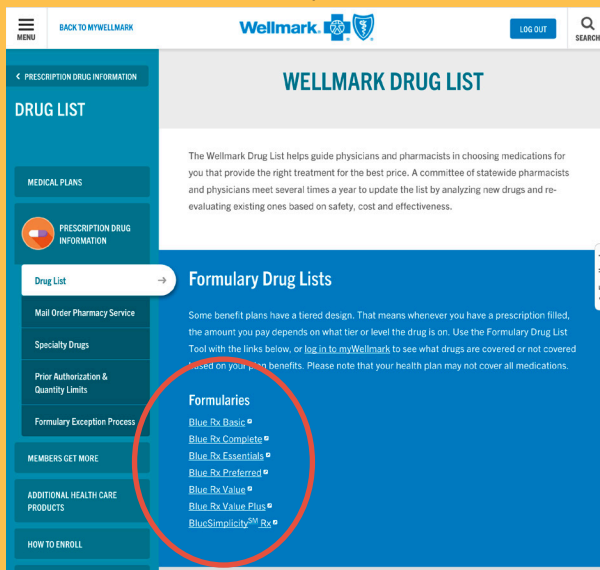 MENU
BACK TO MYWELLMARK
Wellmark.
LOG OUT
SEARCH
PRESCRIPTION DRUG INFORMATION
DRUG LIST
MEDICAL PLANS
PRESCRIPTION DRUG
INFORMATION
Drug List
Mail Order Pharmacy Service
Specialty Drugs
Prior Authorization &
Quantity Limits
Formulary Exception Process
MEMBERS GET MORE
ADDITIONAL HEALTH CARE
PRODUCTS
HOW TO ENROLL
WELLMARK DRUG LIST
The Wellmark Drug List helps guide physicians and pharmacists in choosing medications for
you that provide the right treatment for the best price. A committee of statewide pharmacists
and physicians meet several times a year to update the list by analyzing new drugs and re-
evaluating existing ones based on safety, cost and effectiveness.
Formulary Drug Lists
Some benefit plans have a tiered design. That means whenever you have a prescription filled,
the amount you pay depends on what tier or level the drug is on. Use the Formulary Drug List
Tool with the links below, or log in to myWellmark to see what drugs are covered or not covered
based on your plan benefits. Please note that your health plan may not cover all medications.
Formularies
Blue Rx Basic
Blue Rx Complete
Blue Rx Essentials
Blue Rx Preferred
Blue Rx Value
Blue Rx Value Plus
BlueSimplicity℠ Rx